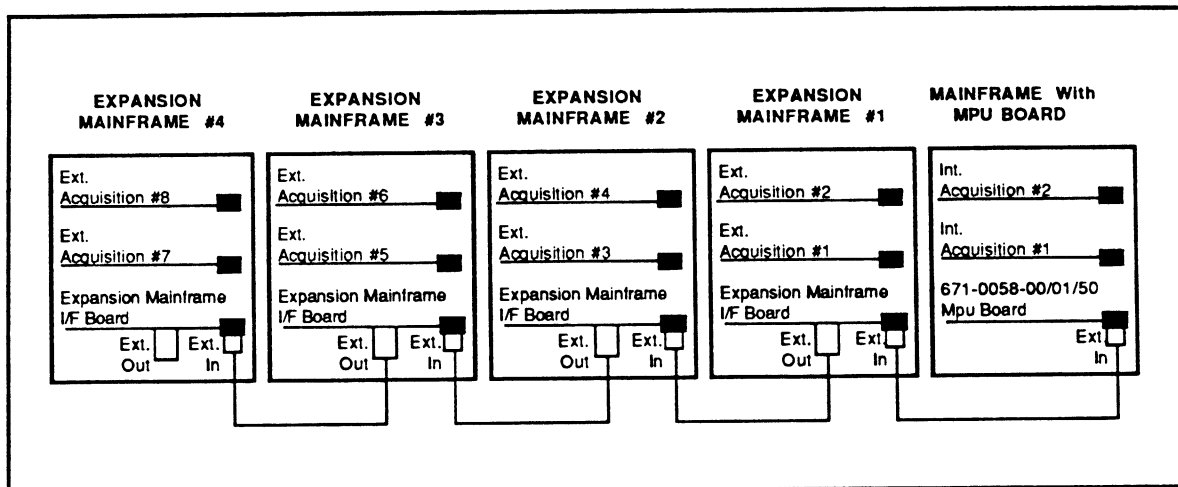 EXPANSION
MAINFRAME #4
Ext.
Acquisition #8
Ext.
Acquisition #7
Expansion Mainframe
I/F Board
Ext. Ext.
Out In
EXPANSION
MAINFRAME #3
Ext.
Acquisition #6
Ext.
Acquisition #5
Expansion Mainframe
I/F Board
Ext. Ext.
Out In
EXPANSION
MAINFRAME #2
Ext.
Acquisition #4
Ext.
Acquisition #3
Expansion Mainframe
I/F Board
Ext. Ext.
Out In
EXPANSION
MAINFRAME #1
Ext.
Acquisition #2
Ext.
Acquisition #1
Expansion Mainframe
I/F Board
Ext. Ext.
Out In
MAINFRAME With
MPU BOARD
Int.
Acquisition #2
Int.
Acquisition #1
671-0058-00/01/50
Mpu Board
Ext.
In